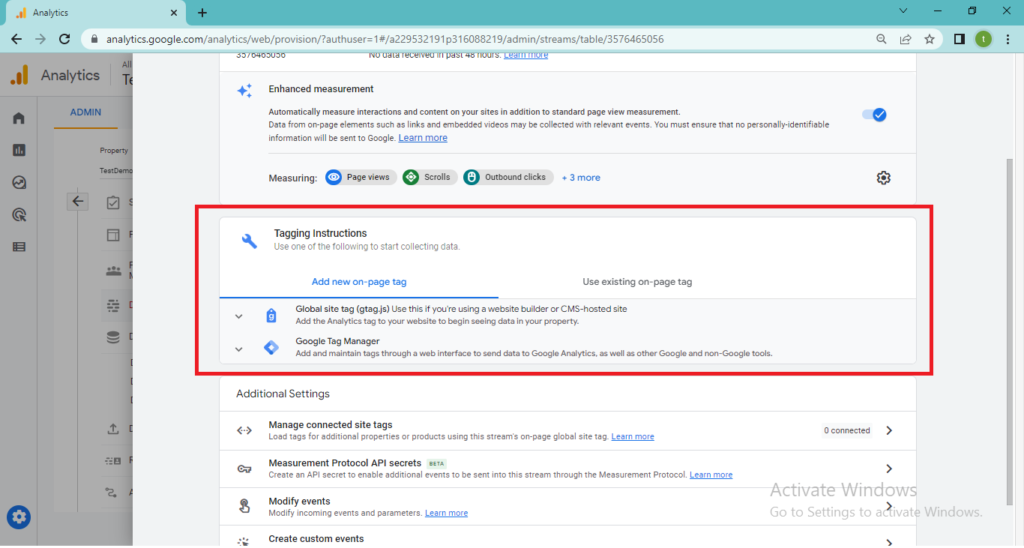 Analytics
analytics.google.com/analytics/web/provision/?authuser=1#/a229532191p316088219/admin/streams/table/3576465056
t
Analytics
All
Te
ADMIN
Property
TestDemo
3576465056
No data received in past 48 hours. Learn more
Enhanced measurement
Automatically measure interactions and content on your sites in addition to standard page view measurement.
Data from on-page elements such as links and embedded videos may be collected with relevant events. You must ensure that no personally-identifiable
information will be sent to Google. Learn more
Measuring: Page views Scrolls Outbound clicks + 3 more
Tagging Instructions
Use one of the following to start collecting data.
Add new on-page tag
Use existing on-page tag
Global site tag (gtag.js) Use this if you're using a website builder or CMS-hosted site
Add the Analytics tag to your website to begin seeing data in your property.
Google Tag Manager
Add and maintain tags through a web interface to send data to Google Analytics, as well as other Google and non-Google tools.
Additional Settings
Manage connected site tags
Load tags for additional properties or products using this stream's on-page global site tag. Learn more
0 connected
Measurement Protocol API secrets BETA
Create an API secret to enable additional events to be sent into this stream through the Measurement Protocol. Learn more
Modify events
Modify incoming events and parameters. Learn more
Create custom events
Activate Windows
Go to Settings to activate Windows.